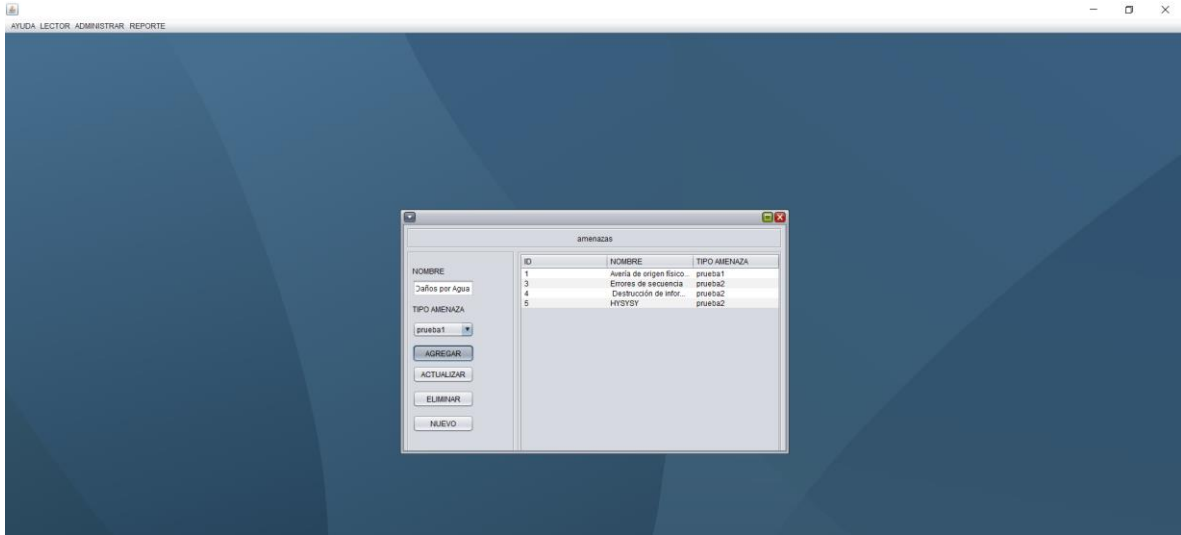 AYUDA LECTOR ADMINISTRAR REPORTE
amenazas
NOMBRE
Daños por Agua
TIPO AMENAZA
prueba1
AGREGAR
ACTUALIZAR
ELIMINAR
NUEVO
ID NOMBRE TIPO AMENAZA
1 Avería de origen físico... prueba1
3 Errores de secuencia prueba2
4 Destrucción de infor... prueba2
5 HYSYSY prueba2